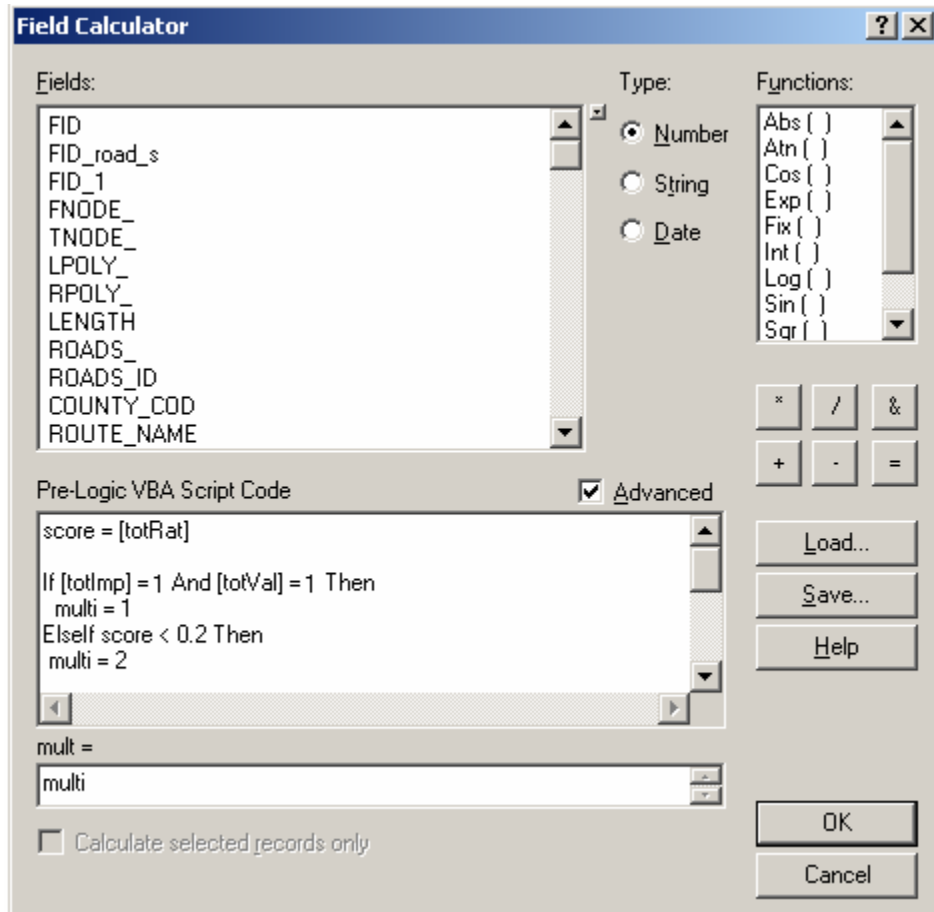 Field Calculator
Fields:
FID
FID_road_s
FID_1
FNODE_
TNODE_
LPOLY_
RPOLY_
LENGTH
ROADS_
ROADS_ID
COUNTY_COD
ROUTE_NAME
Type:
Number
String
Date
Functions:
Abs ( )
Atn ( )
Cos ( )
Exp ( )
Fix ( )
Int ( )
Log ( )
Sin ( )
Sqr ( )
* / &
+ - =
Pre-Logic VBA Script Code
Advanced
score = [totRat]
If [totImp] = 1 And [totVal] = 1 Then
multi = 1
ElseIf score < 0.2 Then
multi = 2
Load...
Save...
Help
mult =
multi
Calculate selected records only
OK
Cancel